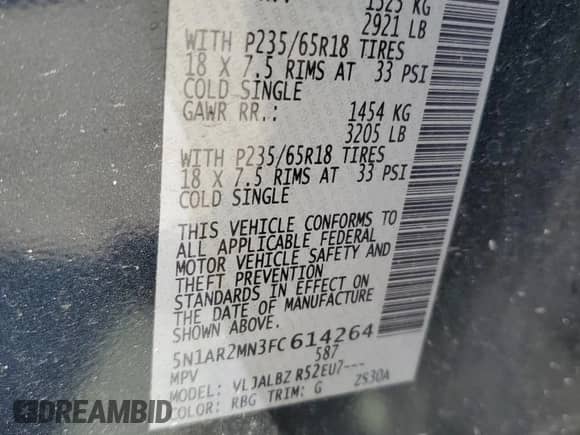 1325 KG
2921 LB
WITH P235/65R18 TIRES
18 X 7.5 RIMS AT 33 PSI
COLD SINGLE
GAWR RR.: 1454 KG
3205 LB
WITH P235/65R18 TIRES
18 X 7.5 RIMS AT 33 PSI
COLD SINGLE
THIS VEHICLE CONFORMS TO
ALL APPLICABLE FEDERAL
MOTOR VEHICLE SAFETY AND
THEFT PREVENTION
STANDARDS IN EFFECT ON
THE DATE OF MANUFACTURE
SHOWN ABOVE.
5N1AR2MN3FC614264
MPV 587
MODEL: VLJALBZ R52EU7---
COLOR: RBG TRIM: G ZS30A
DREAMBID
.com